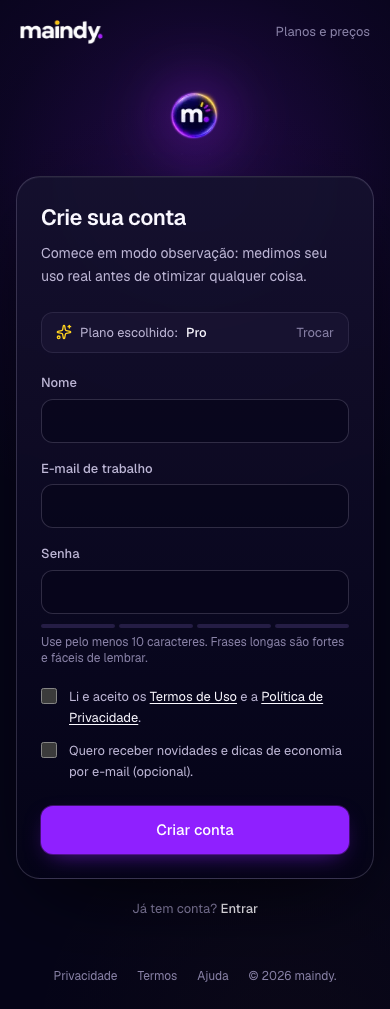 maindy.
Planos e preços
m
Crie sua conta
Comece em modo observação: medimos seu
uso real antes de otimizar qualquer coisa.
Plano escolhido: Pro
Trocar
Nome
E-mail de trabalho
Senha
Use pelo menos 10 caracteres. Frases longas são fortes
e fáceis de lembrar.
Li e aceito os Termos de Uso e a Política de
Privacidade.
Quero receber novidades e dicas de economia
por e-mail (opcional).
Criar conta
Já tem conta? Entrar
Privacidade Termos Ajuda © 2026 maindy.